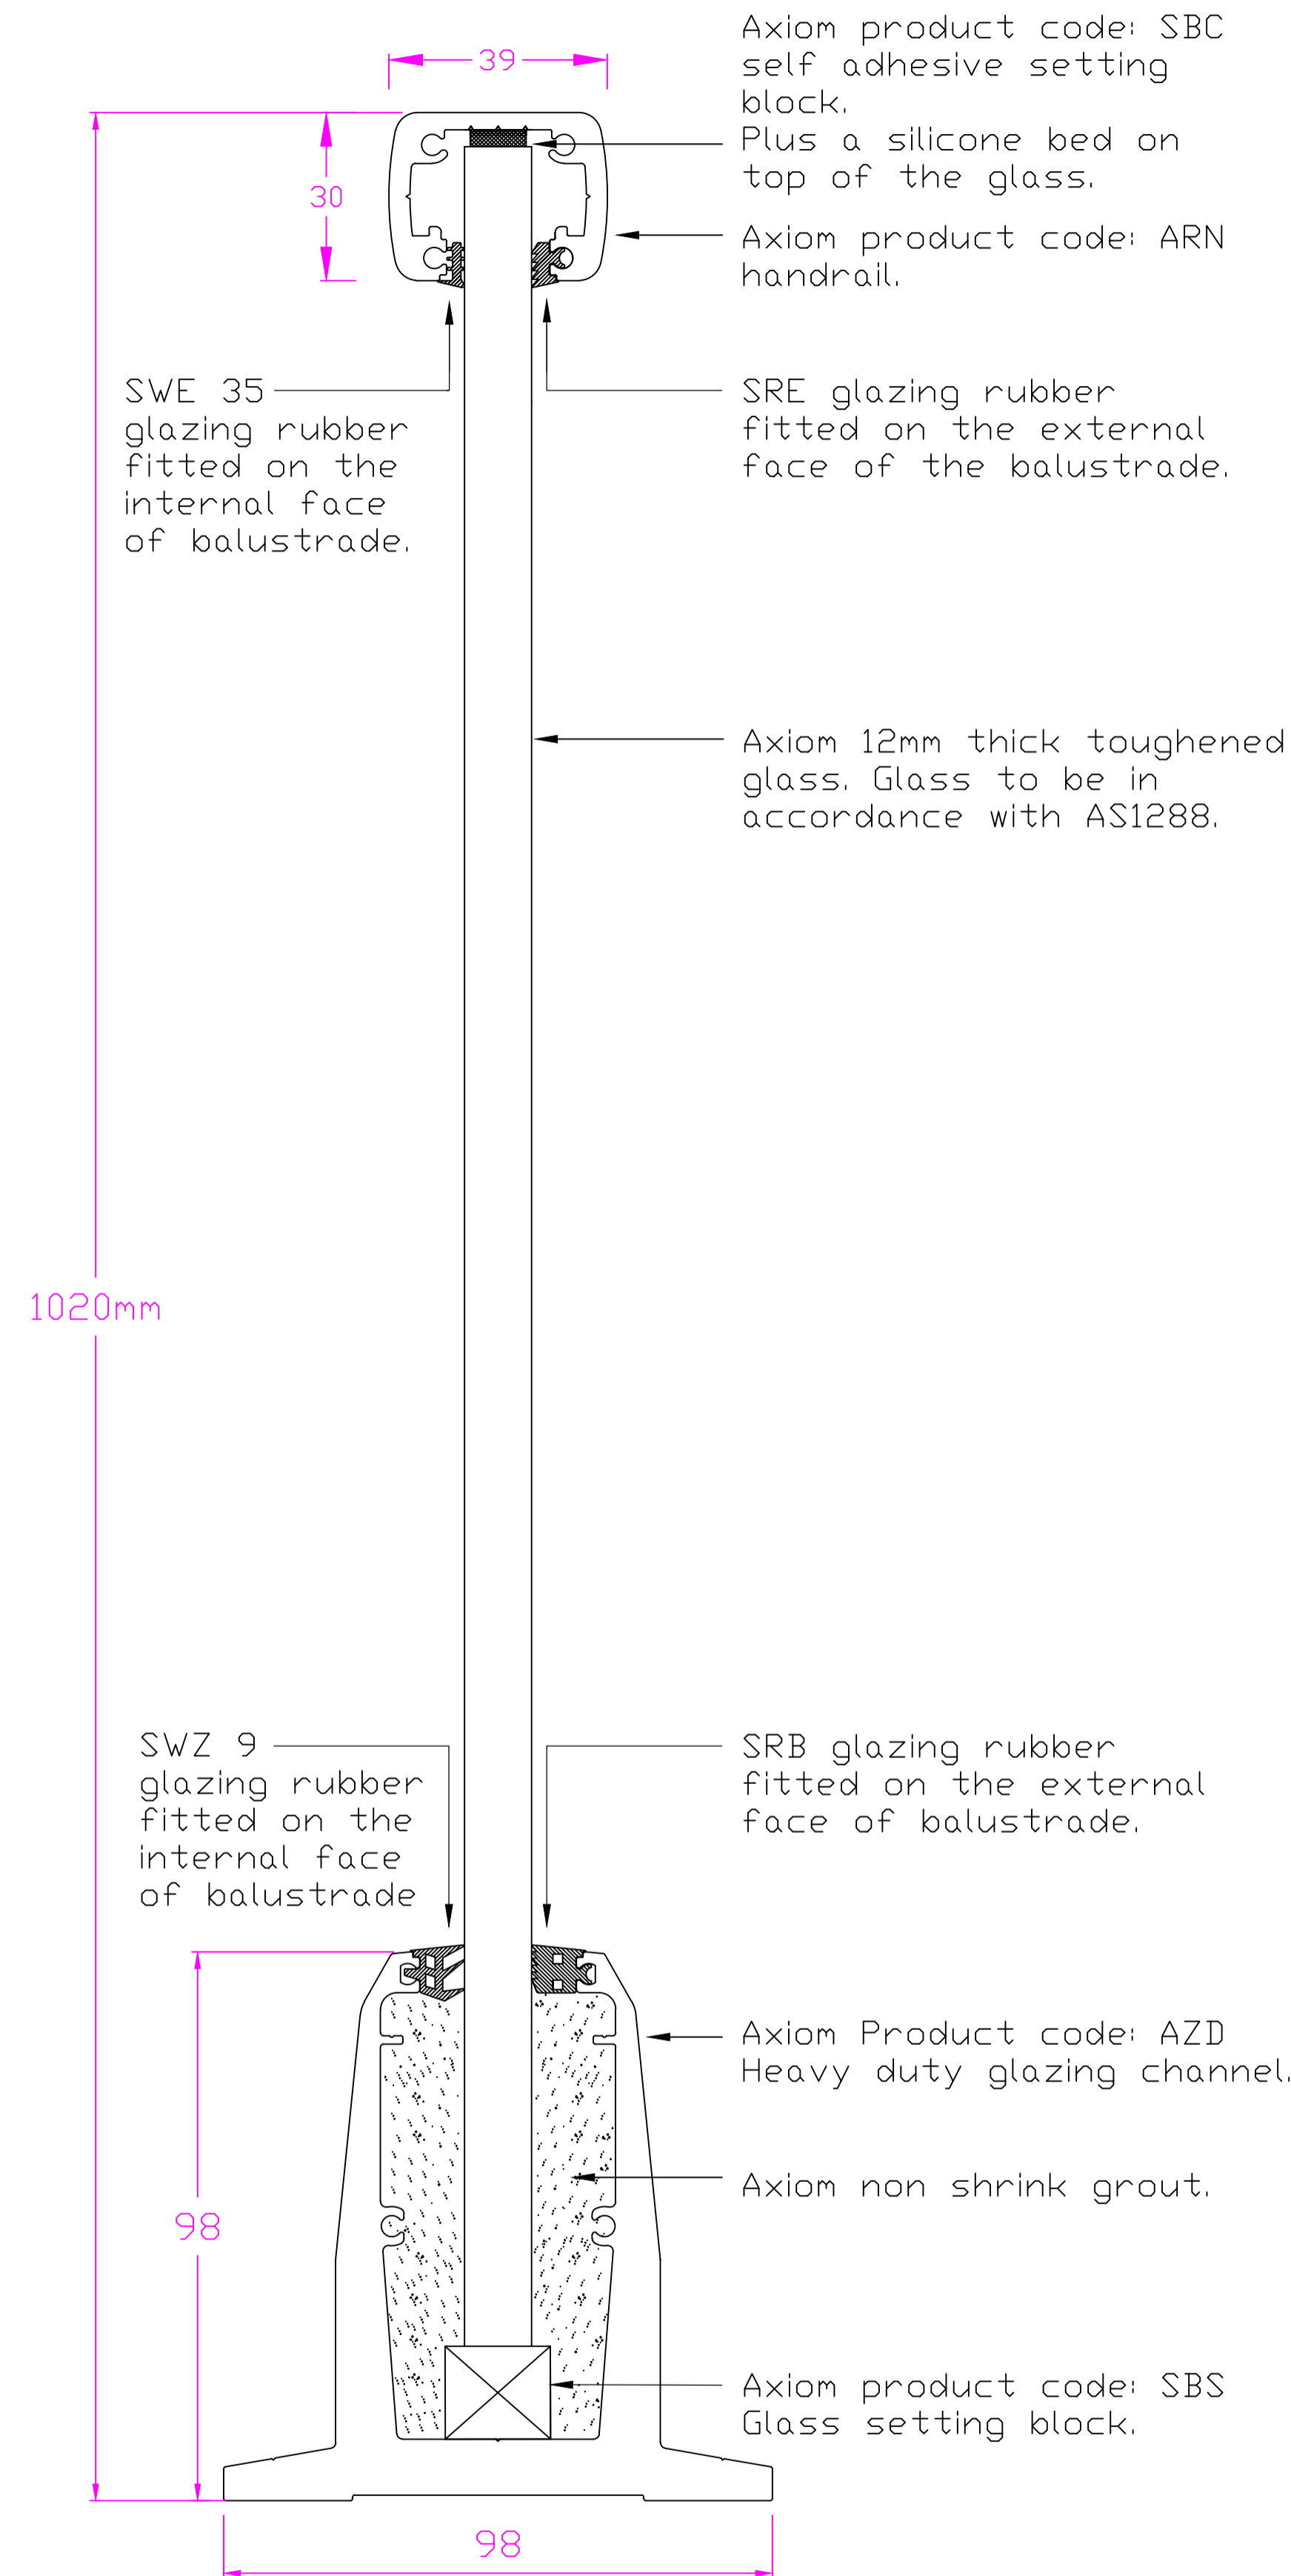 Axiom product code: SBC
self adhesive setting
block.
Plus a silicone bed on
top of the glass.
39
30
Axiom product code: ARN
handrail.
SWE 35
glazing rubber
fitted on the
internal face
of balustrade.
SRE glazing rubber
fitted on the external
face of the balustrade.
Axiom 12mm thick toughened
glass. Glass to be in
accordance with AS1288.
1020mm
SWZ 9
glazing rubber
fitted on the
internal face
of balustrade
SRB glazing rubber
fitted on the external
face of balustrade.
Axiom Product code: AZD
Heavy duty glazing channel.
Axiom non shrink grout.
98
Axiom product code: SBS
Glass setting block.
98